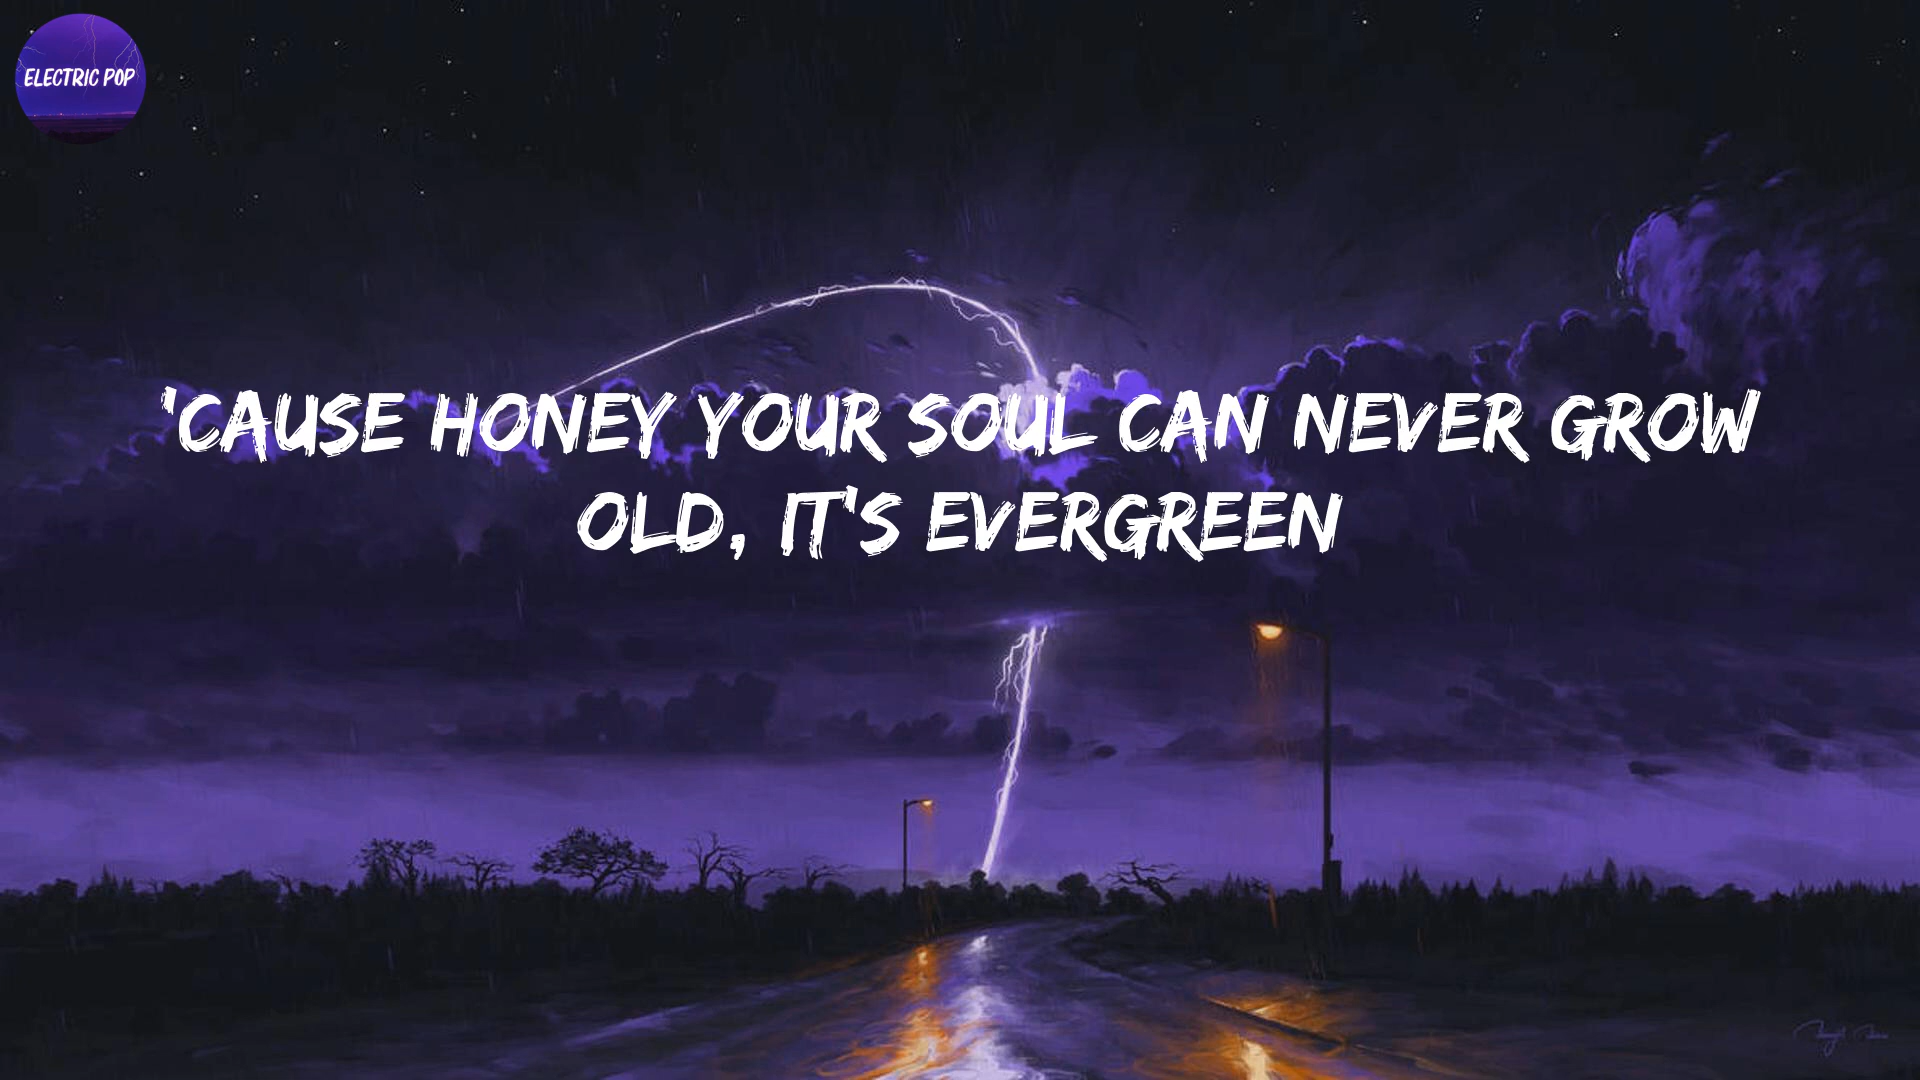 ELECTRIC POP
'CAUSE HONEY YOUR SOUL CAN NEVER GROW
OLD, IT'S EVERGREEN